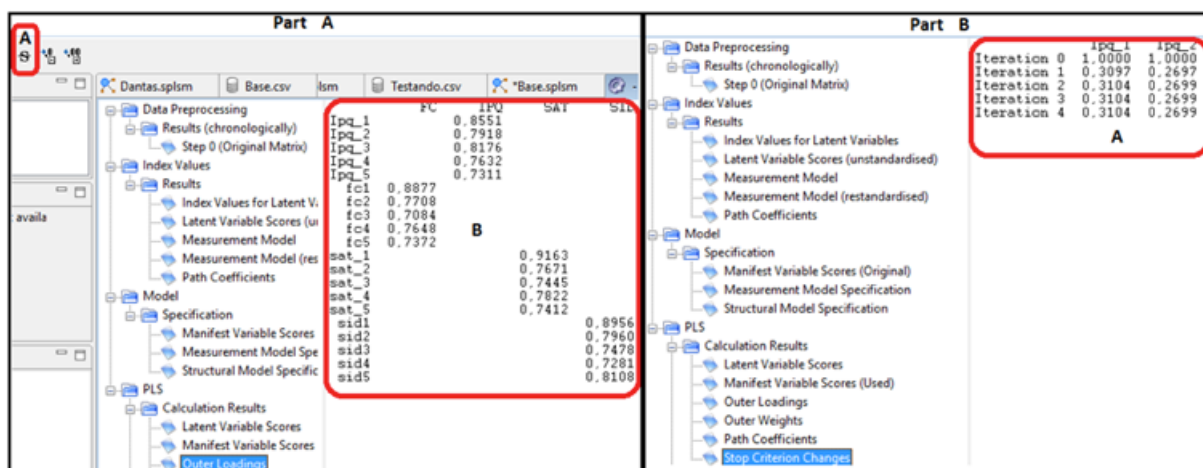 Part A
A
Dantas.splsm Base.csv lsm Testando.csv *Base.splsm
availa
Data Preprocessing
Results (chronologically)
Step 0 (Original Matrix)
Index Values
Results
Index Values for Latent V
Latent Variable Scores (u
Measurement Model
Measurement Model (res
Path Coefficients
Model
Specification
Manifest Variable Scores
Measurement Model Spe
Structural Model Specific
PLS
Calculation Results
Latent Variable Scores
Manifest Variable Scores
Outer Loadings
FC IPQ SAT SID
Ipq_1 0,8551
Ipq_2 0,7918
Ipq_3 0,8176
Ipq_4 0,7632
Ipq_5 0,7311
fc1 0,8877
fc2 0,7708
fc3 0,7084
fc4 0,7648
fc5 0,7372
B
sat_1 0,9163
sat_2 0,7671
sat_3 0,7445
sat_4 0,7822
sat_5 0,7412
sid1 0,8956
sid2 0,7960
sid3 0,7478
sid4 0,7281
sid5 0,8108
Part B
Data Preprocessing
Results (chronologically)
Step 0 (Original Matrix)
Index Values
Results
Index Values for Latent Variables
Latent Variable Scores (unstandardised)
Measurement Model
Measurement Model (restandardised)
Path Coefficients
Model
Specification
Manifest Variable Scores (Original)
Measurement Model Specification
Structural Model Specification
PLS
Calculation Results
Latent Variable Scores
Manifest Variable Scores (Used)
Outer Loadings
Outer Weights
Path Coefficients
Stop Criterion Changes
Ipq_1 Ipq_2
Iteration 0 1,0000 1,0000
Iteration 1 0,3097 0,2697
Iteration 2 0,3104 0,2699
Iteration 3 0,3104 0,2699
Iteration 4 0,3104 0,2699
A